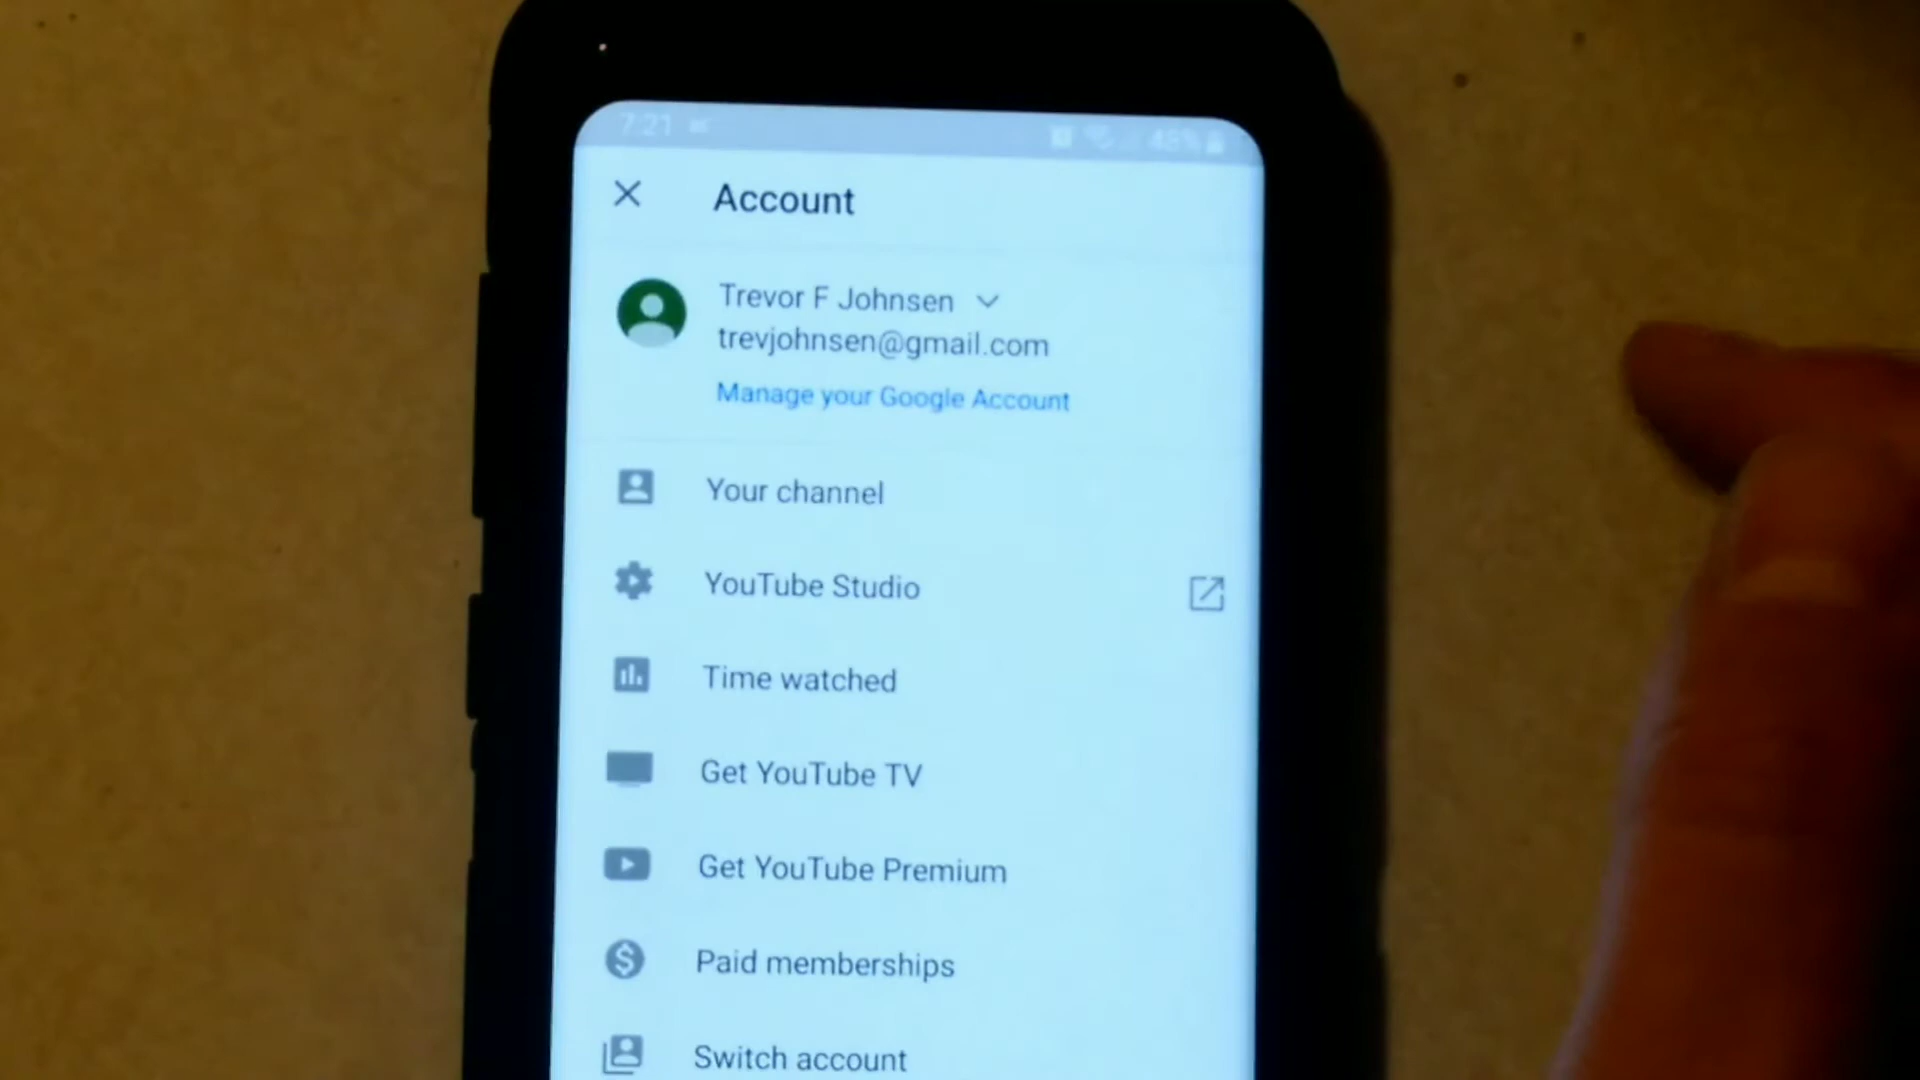 7:21 48%
Account
Trevor F Johnsen
trevjohnsen@gmail.com
Manage your Google Account
Your channel
YouTube Studio
Time watched
Get YouTube TV
Get YouTube Premium
Paid memberships
Switch account